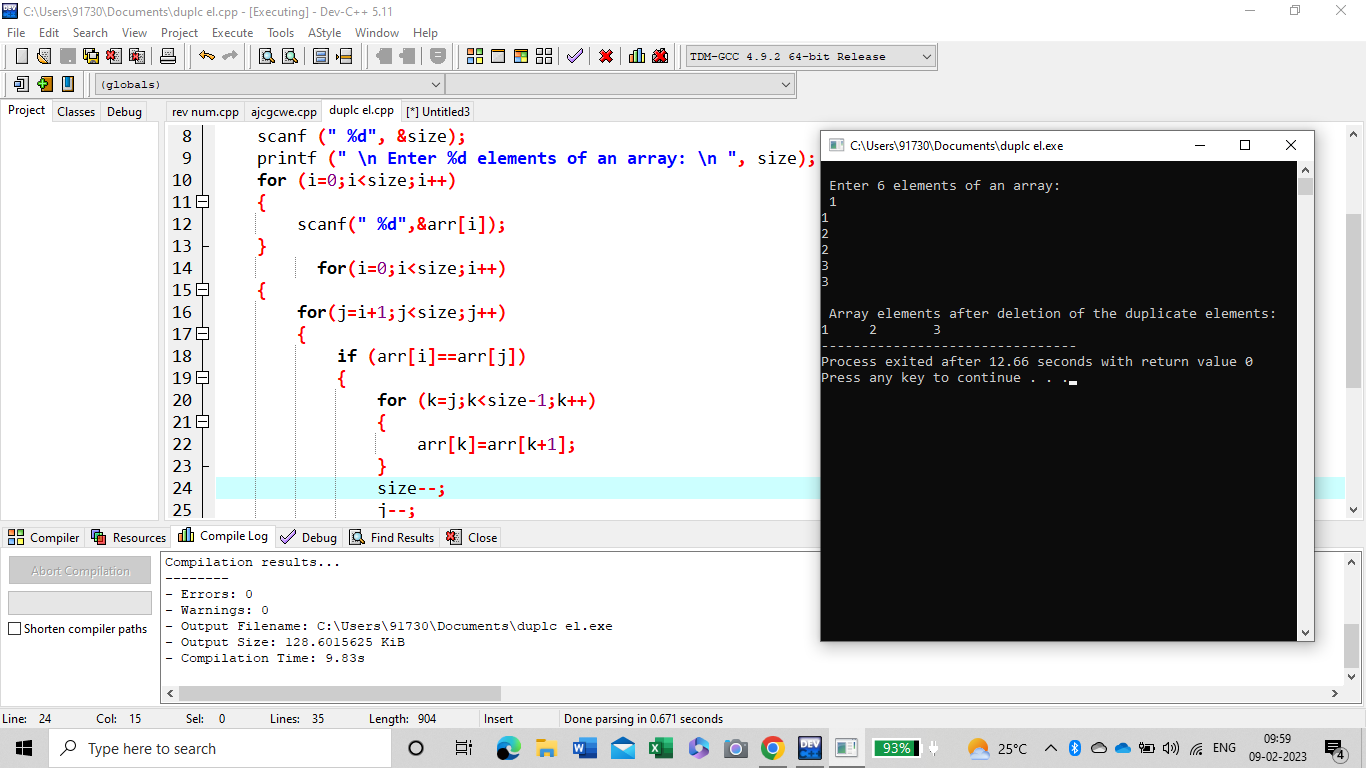 C:\Users\91730\Documents\duplc el.cpp - [Executing] - Dev-C++ 5.11
File Edit Search View Project Execute Tools AStyle Window Help
TDM-GCC 4.9.2 64-bit Release
(globals)
Project Classes Debug
rev num.cpp ajcgcwe.cpp duplc el.cpp [*] Untitled3
8 scanf (" %d", &size);
9 printf (" \n Enter %d elements of an array: \n ", size);
10 for (i=0;i<size;i++)
11 {
12 scanf(" %d",&arr[i]);
13 }
14 for(i=0;i<size;i++)
15 {
16 for(j=i+1;j<size;j++)
17 {
18 if (arr[i]==arr[j])
19 {
20 for (k=j;k<size-1;k++)
21 {
22 arr[k]=arr[k+1];
23 }
24 size--;
25 j--;
C:\Users\91730\Documents\duplc el.exe
Enter 6 elements of an array:
1
1
2
2
3
3
Array elements after deletion of the duplicate elements:
1 2 3
--------------------------------
Process exited after 12.66 seconds with return value 0
Press any key to continue . . .
Compiler Resources Compile Log Debug Find Results Close
Abort Compilation
Shorten compiler paths
Compilation results...
--------
- Errors: 0
- Warnings: 0
- Output Filename: C:\Users\91730\Documents\duplc el.exe
- Output Size: 128.6015625 KiB
- Compilation Time: 9.83s
Line: 24 Col: 15 Sel: 0 Lines: 35 Length: 904 Insert Done parsing in 0.671 seconds
Type here to search
DEV
93%
25°C
ENG
09:59
09-02-2023
4